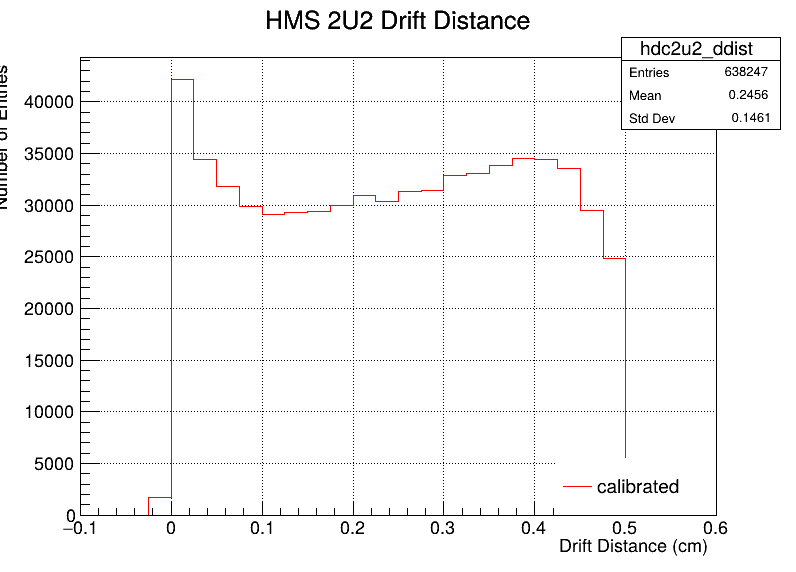 HMS 2U2 Drift Distance
hdc2u2_ddist
Entries 638247
Mean 0.2456
Std Dev 0.1461
Number of Entries
40000
35000
30000
25000
20000
15000
10000
5000
0
calibrated
−0.1 0 0.1 0.2 0.3 0.4 0.5 0.6
Drift Distance (cm)